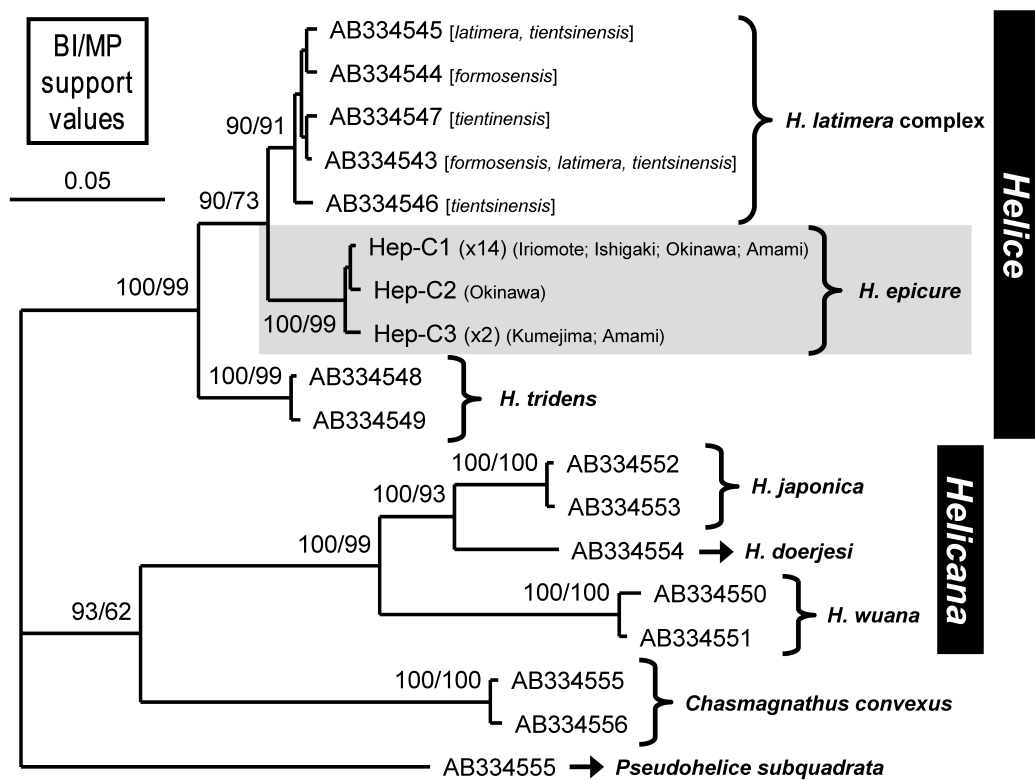 BI/MP
support
values
0.05
AB334545 [latimera, tientsinensis]
AB334544 [formosensis]
AB334547 [tientinensis]
AB334543 [formosensis, latimera, tientsinensis]
AB334546 [tientsinensis]
H. latimera complex
90/91
90/73
Hep-C1 (x14) (Iriomote; Ishigaki; Okinawa; Amami)
Hep-C2 (Okinawa)
Hep-C3 (x2) (Kumejima; Amami)
H. epicure
100/99
100/99
100/99
AB334548
AB334549
H. tridens
Helice
100/100
AB334552
AB334553
H. japonica
100/93
AB334554
H. doerjesi
100/99
100/100
AB334550
AB334551
H. wuana
Helicana
93/62
100/100
AB334555
AB334556
Chasmagnathus convexus
AB334555
Pseudohelice subquadrata